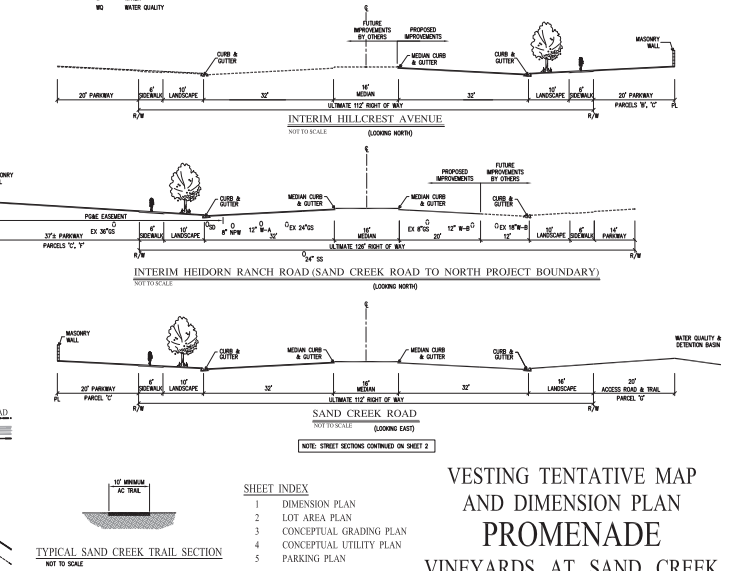 WQ WATER QUALITY
℄
FUTURE
IMPROVEMENTS
BY OTHERS
PROPOSED
IMPROVEMENTS
CURB &
GUTTER
MEDIAN CURB
& GUTTER
CURB &
GUTTER
MASONRY
WALL
20' PARKWAY
6'
SIDEWALK
10'
LANDSCAPE
32'
16'
MEDIAN
32'
10'
LANDSCAPE
6'
SIDEWALK
20' PARKWAY
ULTIMATE 112' RIGHT OF WAY
PARCELS 'B', 'C'
PL
R/W
R/W
INTERIM HILLCREST AVENUE
NOT TO SCALE
(LOOKING NORTH)
℄
PROPOSED
IMPROVEMENTS
FUTURE
IMPROVEMENTS
BY OTHERS
CURB &
GUTTER
MEDIAN CURB
& GUTTER
MEDIAN CURB
& GUTTER
CURB &
GUTTER
PG&E EASEMENT
EX 36"GS
SD
8" NPW
12" W-A
EX 24"GS
EX 8"GS
12" W-B
EX 18"W-B
37'± PARKWAY
6'
SIDEWALK
10'
LANDSCAPE
32'
16'
MEDIAN
20'
12'
10'
LANDSCAPE
6'
SIDEWALK
14'
PARKWAY
PARCELS 'C', 'F'
ULTIMATE 126' RIGHT OF WAY
R/W
24" SS
R/W
INTERIM HEIDORN RANCH ROAD (SAND CREEK ROAD TO NORTH PROJECT BOUNDARY)
NOT TO SCALE
(LOOKING NORTH)
℄
MASONRY
WALL
CURB &
GUTTER
MEDIAN CURB
& GUTTER
MEDIAN CURB
& GUTTER
CURB &
GUTTER
WATER QUALITY &
DETENTION BASIN
20' PARKWAY
6'
SIDEWALK
10'
LANDSCAPE
32'
16'
MEDIAN
32'
16'
LANDSCAPE
20'
ACCESS ROAD & TRAIL
PL
PARCEL 'C'
ULTIMATE 112' RIGHT OF WAY
PARCEL 'G'
R/W
R/W
SAND CREEK ROAD
NOT TO SCALE
(LOOKING EAST)
NOTE: STREET SECTIONS CONTINUED ON SHEET 2
10' MINIMUM
AC TRAIL
TYPICAL SAND CREEK TRAIL SECTION
NOT TO SCALE
SHEET INDEX
1 DIMENSION PLAN
2 LOT AREA PLAN
3 CONCEPTUAL GRADING PLAN
4 CONCEPTUAL UTILITY PLAN
5 PARKING PLAN
VESTING TENTATIVE MAP
AND DIMENSION PLAN
PROMENADE
VINEYARDS AT SAND CREEK